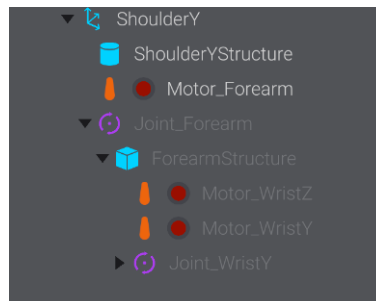 ShoulderY
ShoulderYStructure
Motor_Forearm
Joint_Forearm
ForearmStructure
Motor_WristZ
Motor_WristY
Joint_WristY